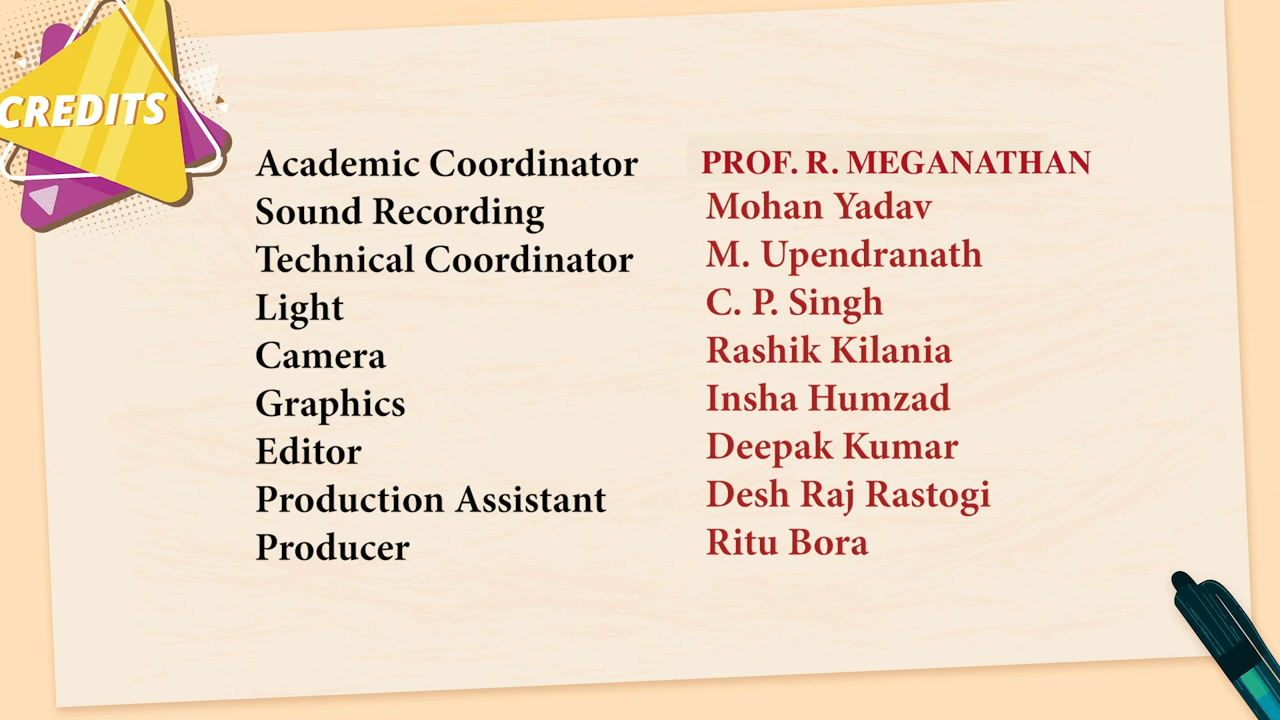 CREDITS
Academic Coordinator PROF. R. MEGANATHAN
Sound Recording Mohan Yadav
Technical Coordinator M. Upendranath
Light C. P. Singh
Camera Rashik Kilania
Graphics Insha Humzad
Editor Deepak Kumar
Production Assistant Desh Raj Rastogi
Producer Ritu Bora